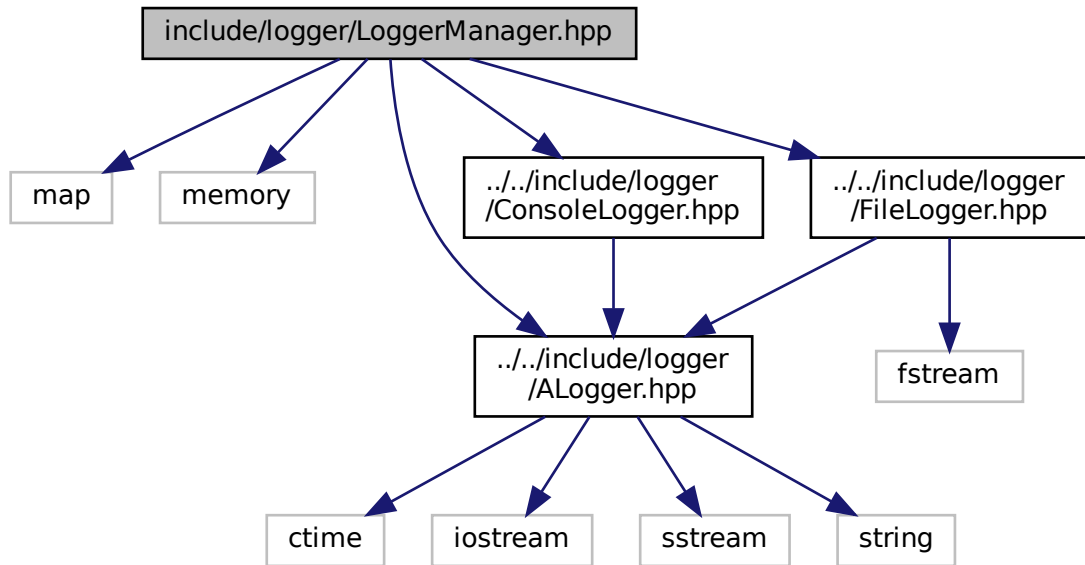 include/logger/LoggerManager.hpp
map
memory
../../include/logger
/ConsoleLogger.hpp
../../include/logger
/FileLogger.hpp
../../include/logger
/ALogger.hpp
fstream
ctime
iostream
sstream
string